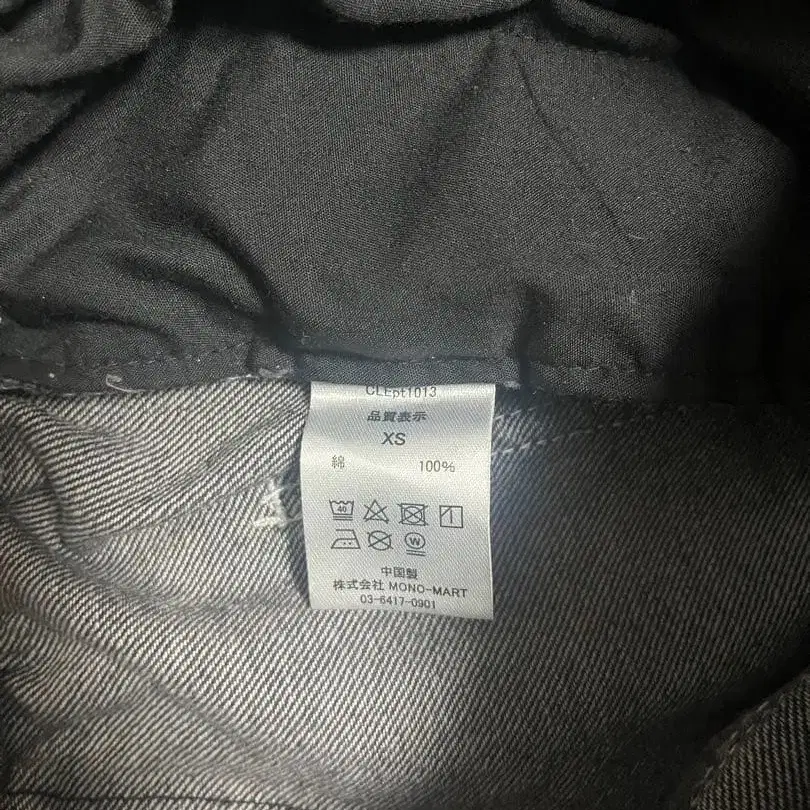 CLEpt1013
品質表示
XS
綿 100%
40
W
中国製
株式会社 MONO-MART
03-6417-0901